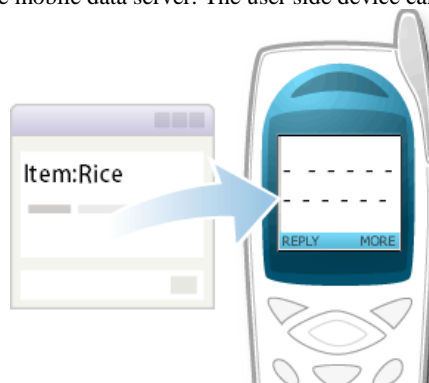 e mobile data server. The user side device ca
Item:Rice
- - - - - -
- - - - - -
REPLY MORE